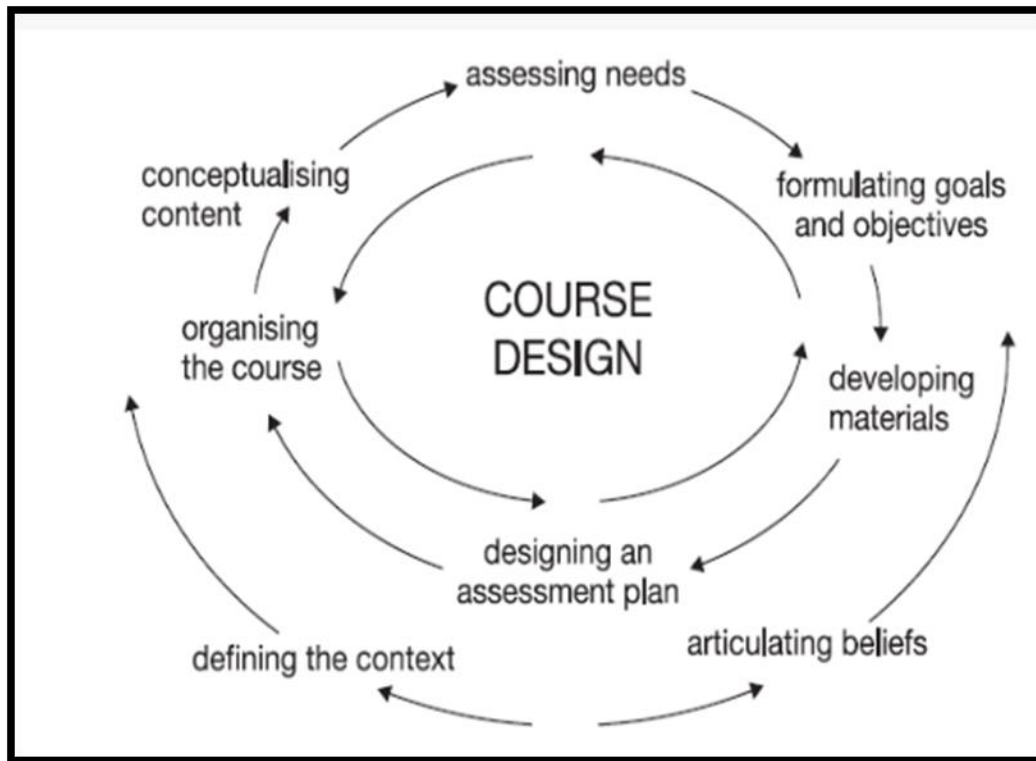 assessing needs
conceptualising
content
formulating goals
and objectives
COURSE
DESIGN
organising
the course
developing
materials
designing an
assessment plan
defining the context
articulating beliefs